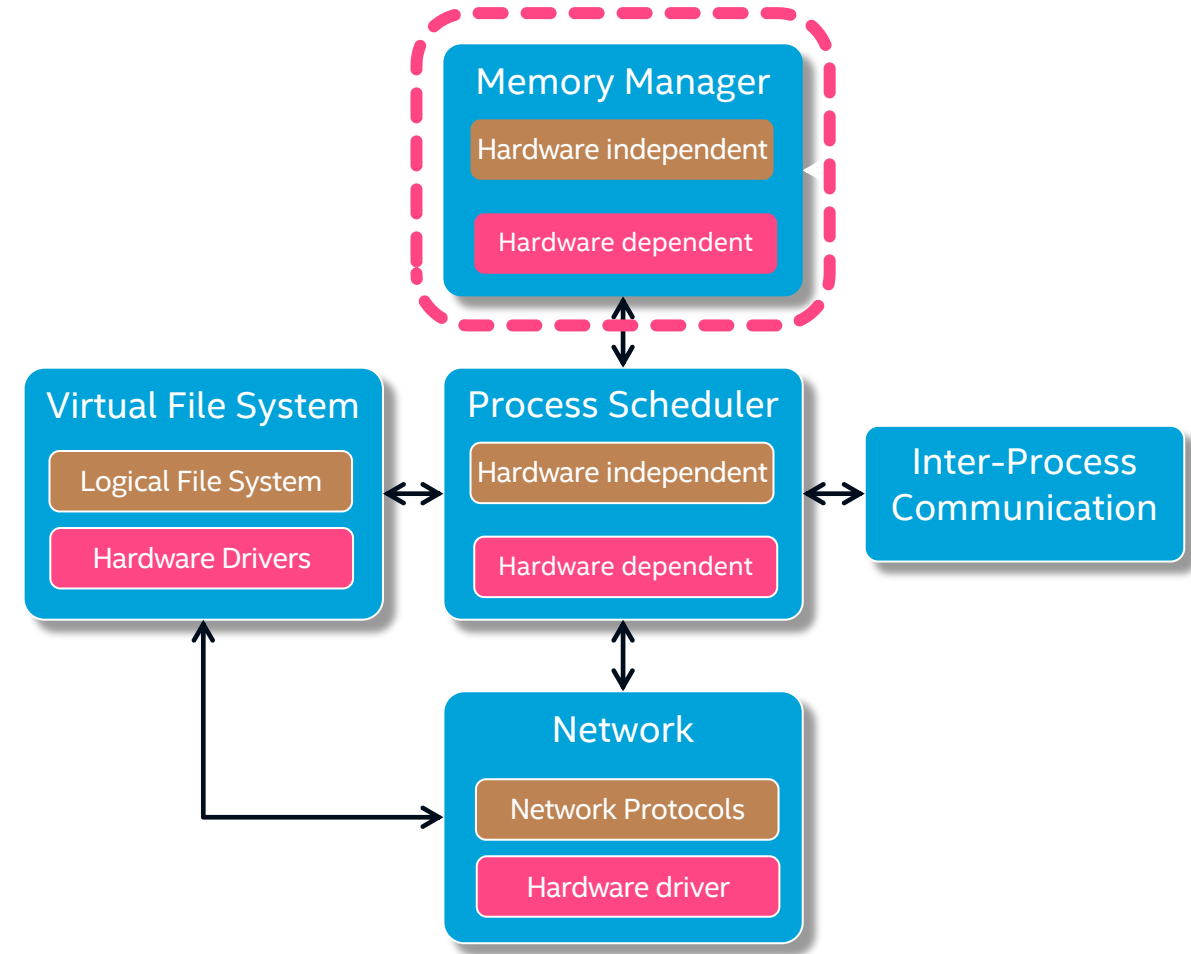 Memory Manager
Hardware independent
Hardware dependent
Virtual File System
Logical File System
Hardware Drivers
Process Scheduler
Hardware independent
Hardware dependent
Inter-Process
Communication
Network
Network Protocols
Hardware driver